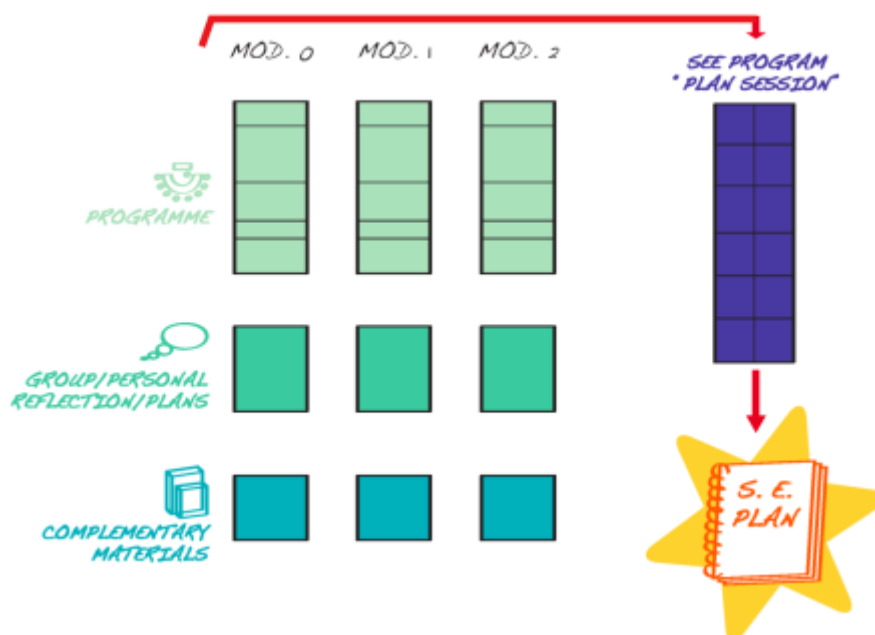 MOD. 0 MOD. 1 MOD. 2
SEE PROGRAM
"PLAN SESSION"
PROGRAMME
GROUP/PERSONAL
REFLECTION/PLANS
COMPLEMENTARY
MATERIALS
S. E.
PLAN